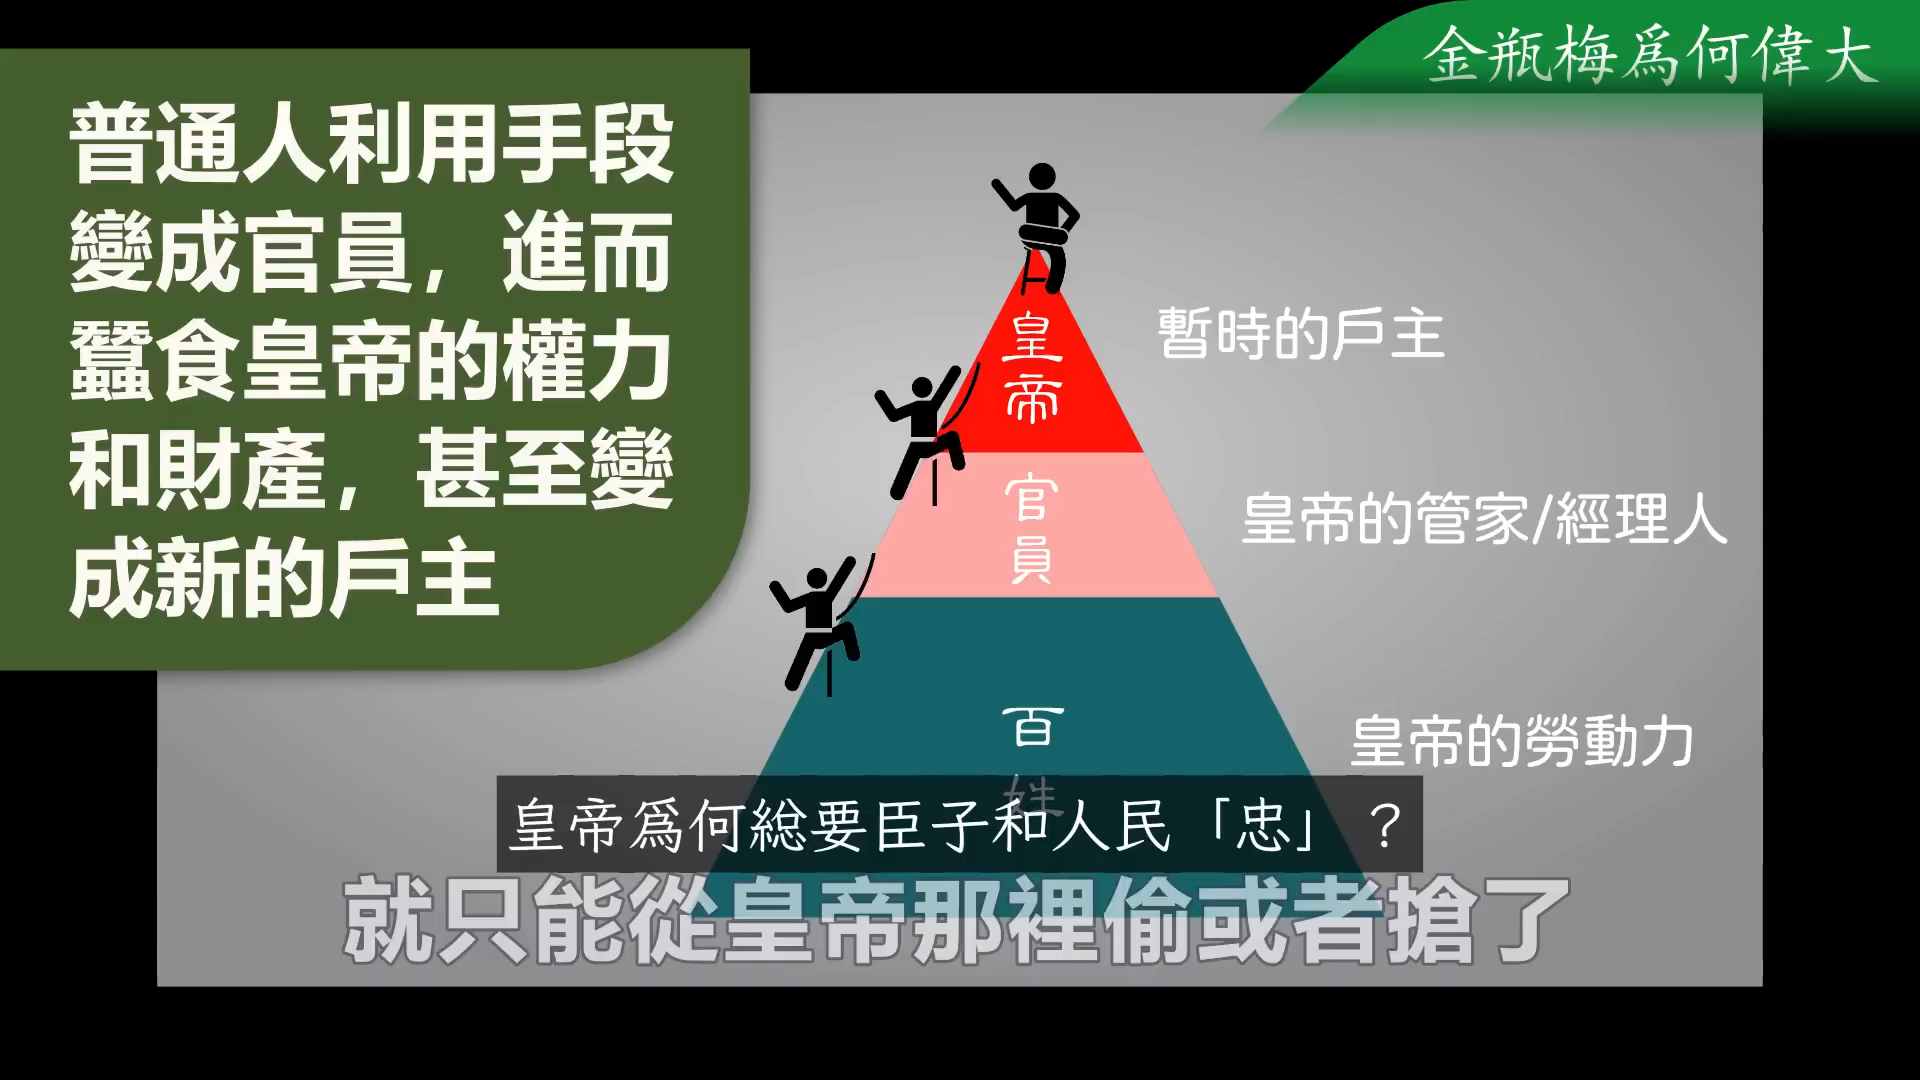 金瓶梅爲何偉大
普通人利用手段
變成官員，進而
蠶食皇帝的權力
和財產，甚至變
成新的戶主
皇帝
暫時的戶主
官員
皇帝的管家/經理人
百姓
皇帝的勞動力
皇帝爲何總要臣子和人民「忠」？
就只能從皇帝那裡偷或者搶了